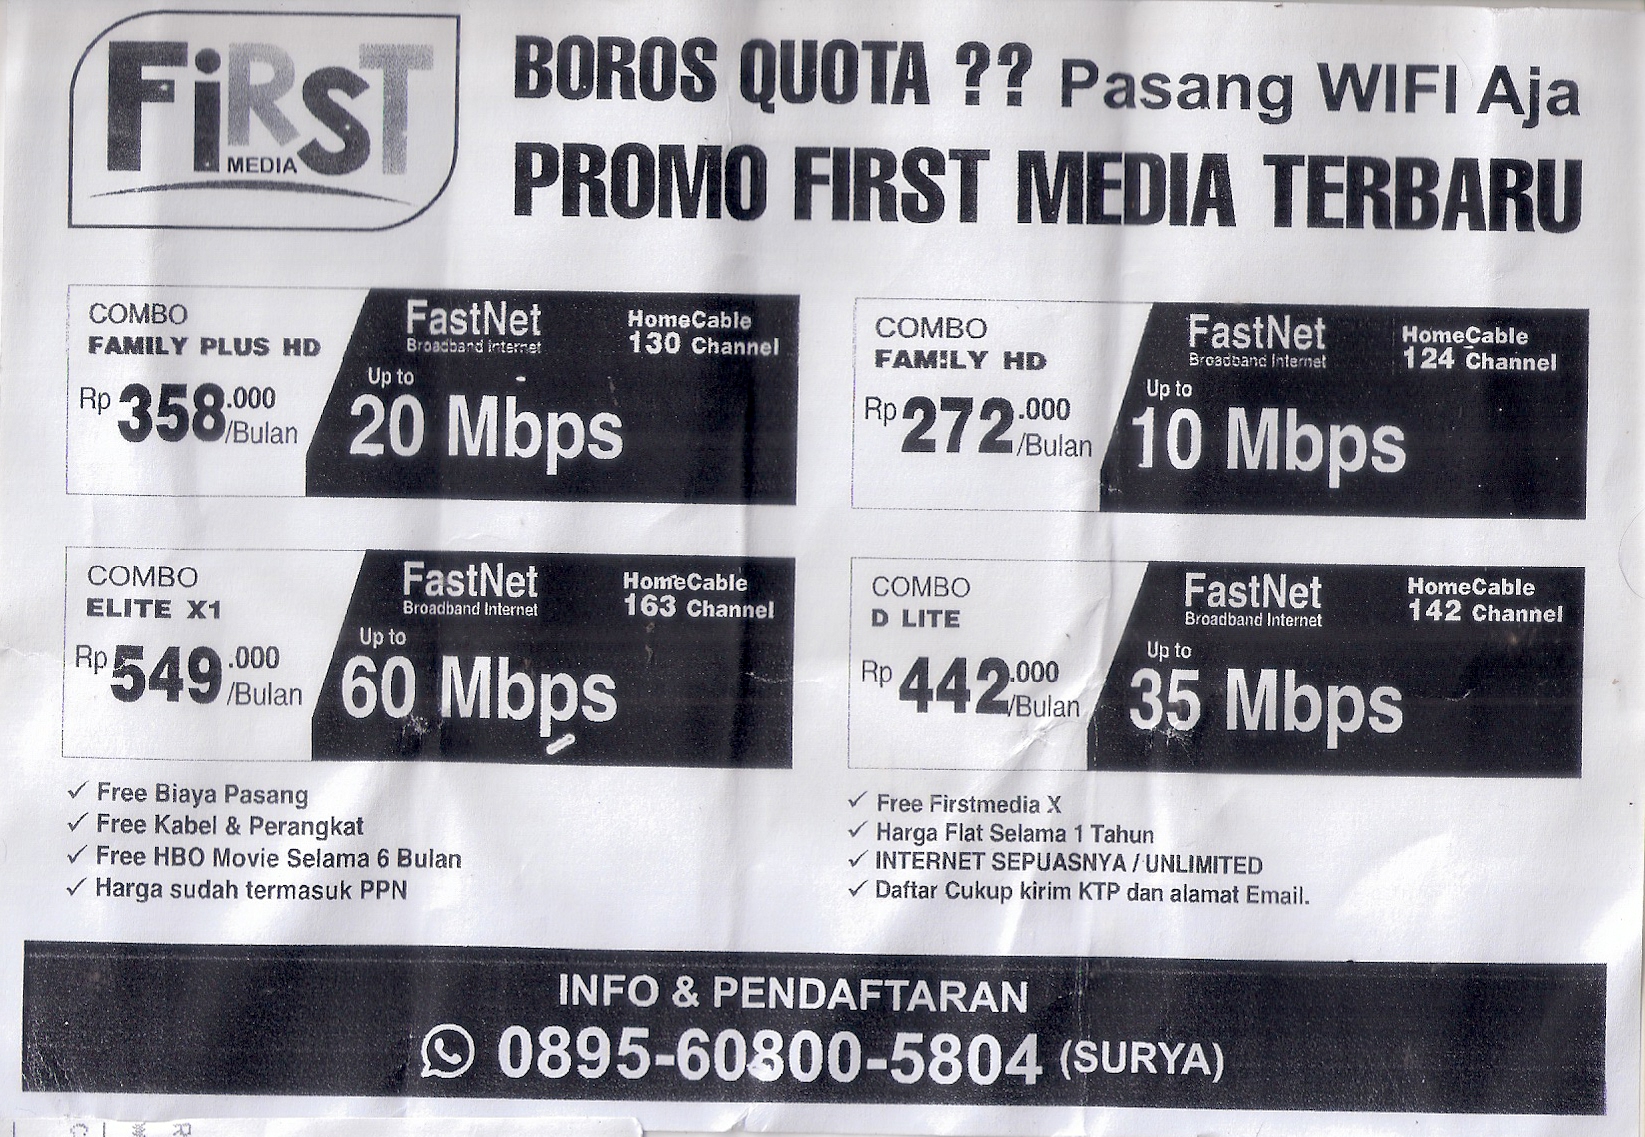 FiRST
MEDIA
BOROS QUOTA ?? Pasang WIFI Aja
PROMO FIRST MEDIA TERBARU
COMBO
FAMILY PLUS HD
Rp 358.000
/Bulan
FastNet
Broadband Internet
HomeCable
130 Channel
Up to
20 Mbps
COMBO
FAMILY HD
Rp 272.000
/Bulan
FastNet
Broadband Internet
HomeCable
124 Channel
Up to
10 Mbps
COMBO
ELITE X1
Rp 549.000
/Bulan
FastNet
Broadband Internet
HomeCable
163 Channel
Up to
60 Mbps
COMBO
D LITE
Rp 442.000
/Bulan
FastNet
Broadband Internet
HomeCable
142 Channel
Up to
35 Mbps
✓ Free Biaya Pasang
✓ Free Kabel & Perangkat
✓ Free HBO Movie Selama 6 Bulan
✓ Harga sudah termasuk PPN
✓ Free Firstmedia X
✓ Harga Flat Selama 1 Tahun
✓ INTERNET SEPUASNYA / UNLIMITED
✓ Daftar Cukup kirim KTP dan alamat Email.
INFO & PENDAFTARAN
0895-60800-5804 (SURYA)